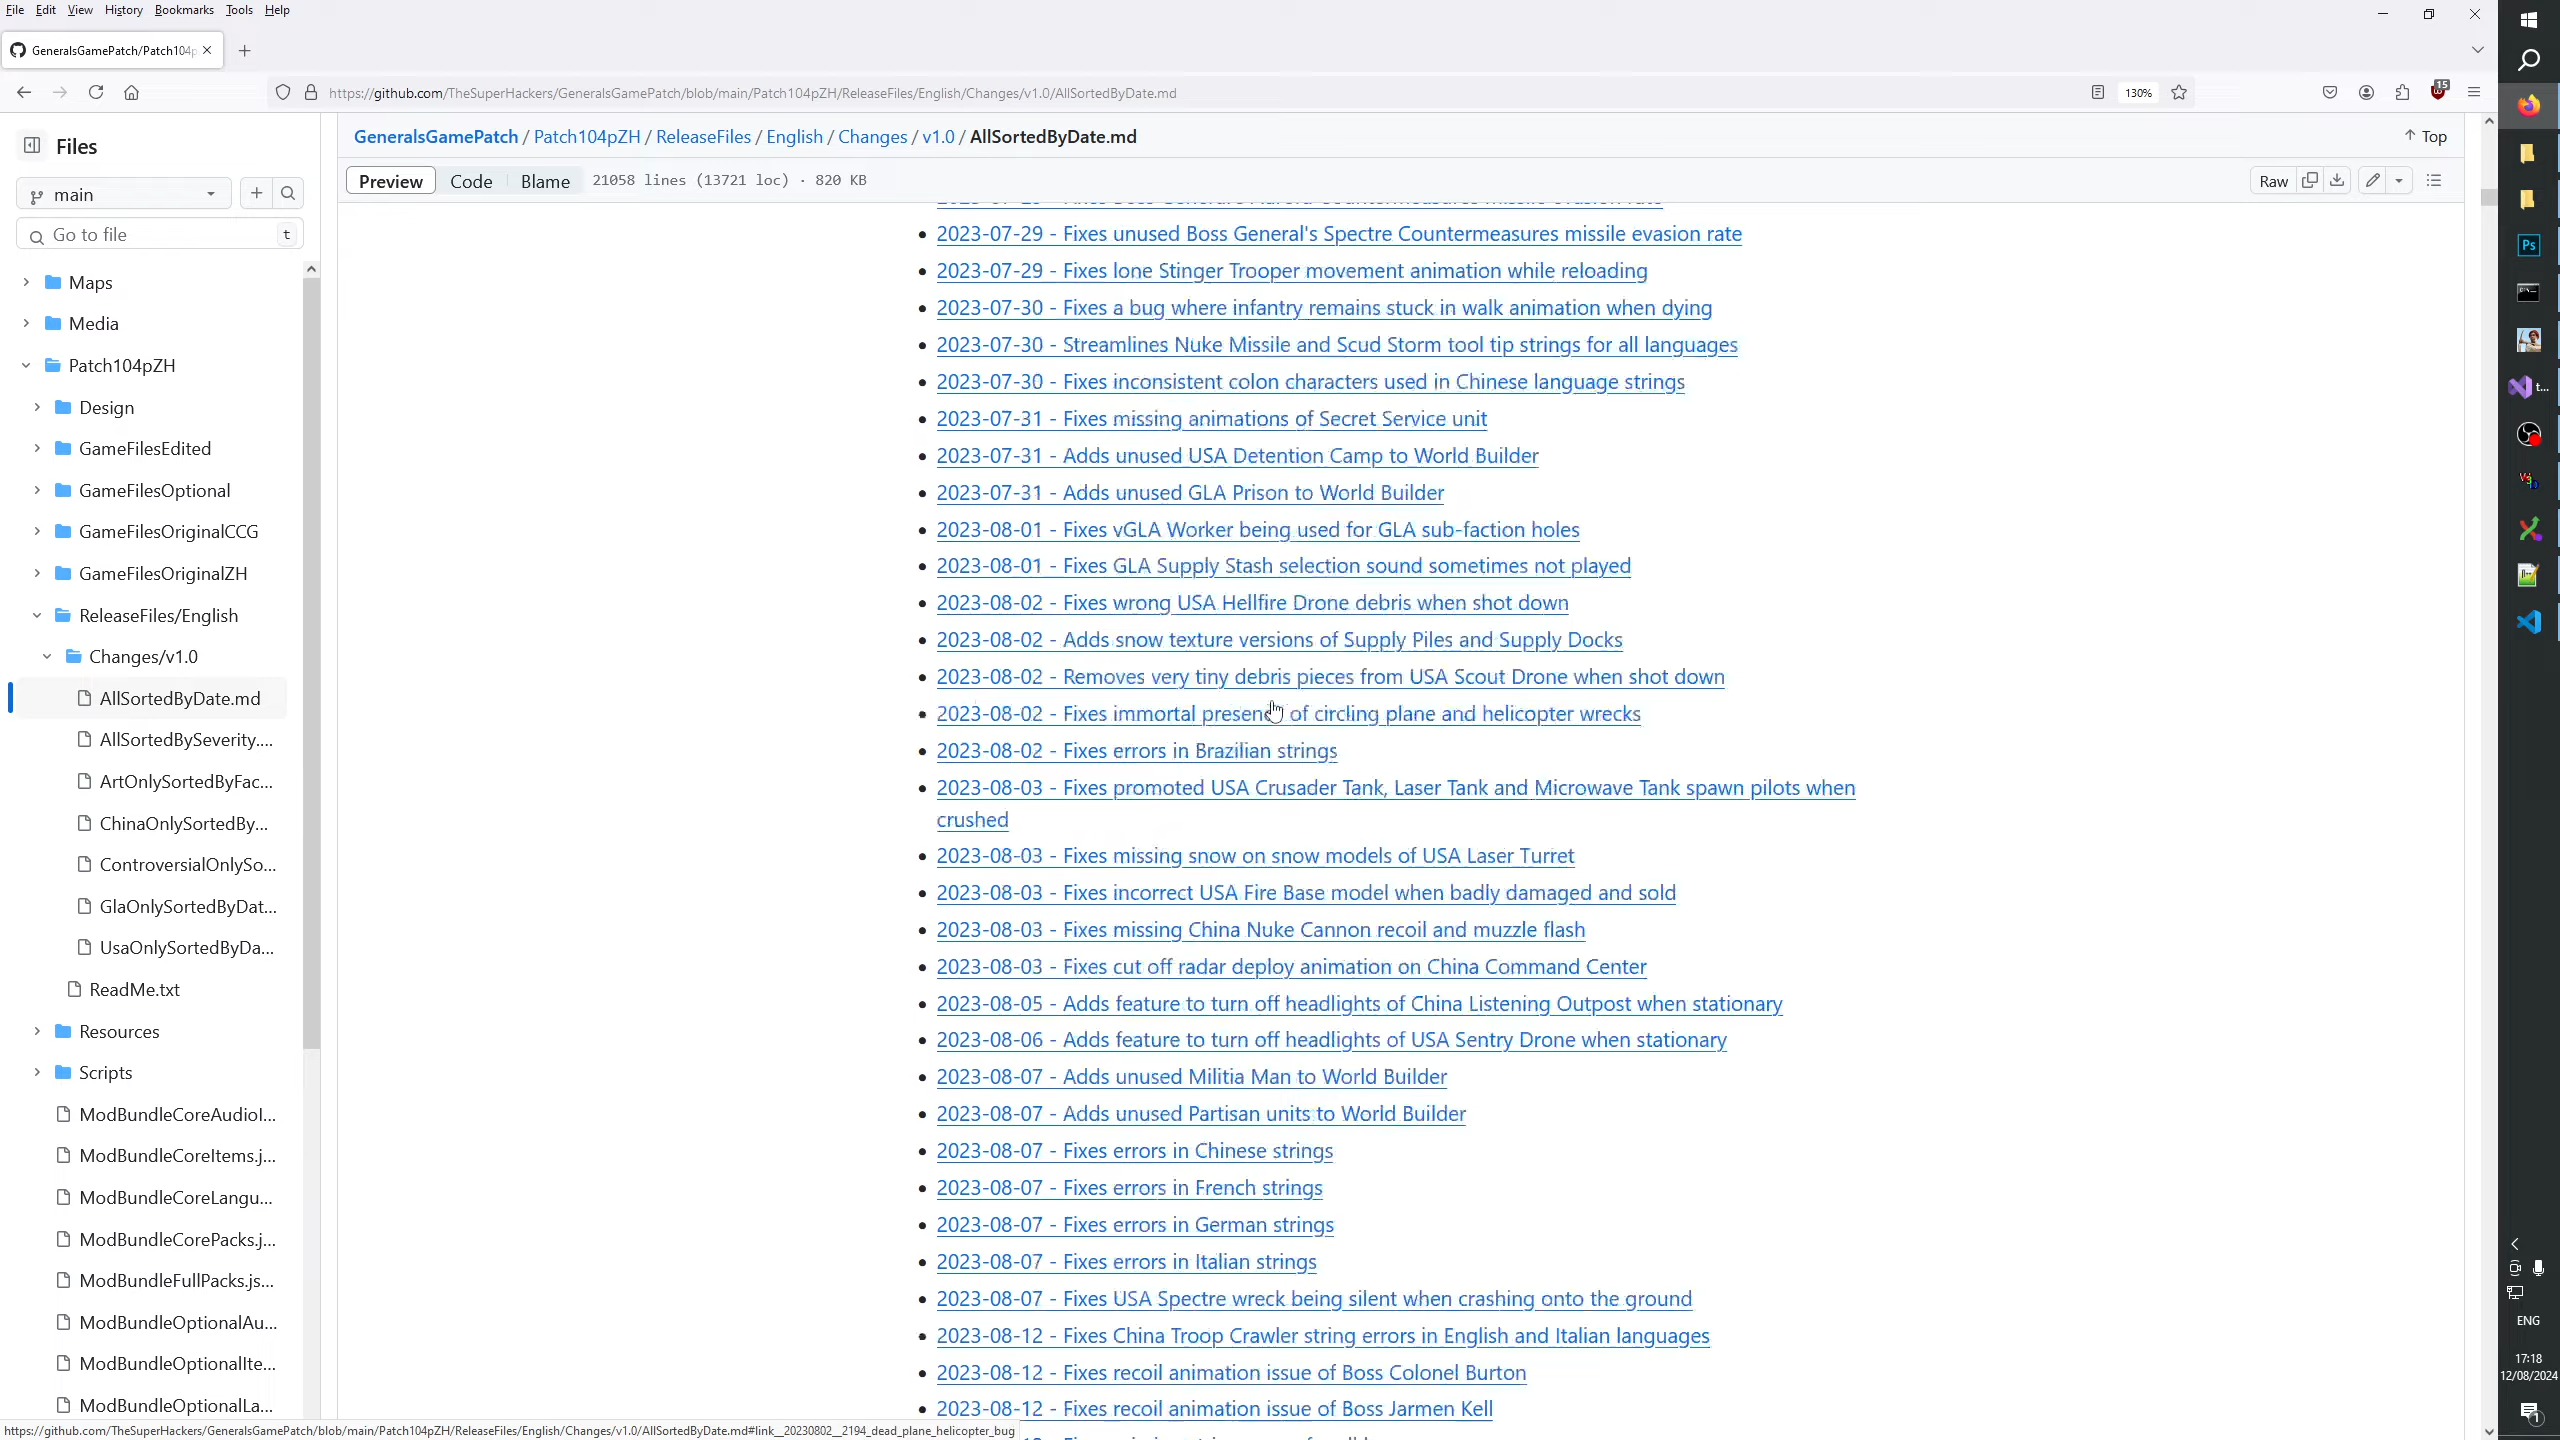 File Edit View History Bookmarks Tools Help
GeneralsGamePatch/Patch104p
https://github.com/TheSuperHackers/GeneralsGamePatch/blob/main/Patch104pZH/ReleaseFiles/English/Changes/v1.0/AllSortedByDate.md
130%
15
Files
GeneralsGamePatch / Patch104pZH / ReleaseFiles / English / Changes / v1.0 / AllSortedByDate.md
Top
main
Preview Code Blame 21058 lines (13721 loc) · 820 KB
Raw
Go to file
t
Maps
Media
Patch104pZH
Design
GameFilesEdited
GameFilesOptional
GameFilesOriginalCCG
GameFilesOriginalZH
ReleaseFiles/English
Changes/v1.0
AllSortedByDate.md
AllSortedBySeverity....
ArtOnlySortedByFac...
ChinaOnlySortedBy...
ControversialOnlySo...
GlaOnlySortedByDat...
UsaOnlySortedByDa...
ReadMe.txt
Resources
Scripts
ModBundleCoreAudioI...
ModBundleCoreItems.j...
ModBundleCoreLangu...
ModBundleCorePacks.j...
ModBundleFullPacks.js...
ModBundleOptionalAu...
ModBundleOptionalIte...
ModBundleOptionalLa...
2023-07-29 - Fixes unused Boss General's Spectre Countermeasures missile evasion rate
2023-07-29 - Fixes lone Stinger Trooper movement animation while reloading
2023-07-30 - Fixes a bug where infantry remains stuck in walk animation when dying
2023-07-30 - Streamlines Nuke Missile and Scud Storm tool tip strings for all languages
2023-07-30 - Fixes inconsistent colon characters used in Chinese language strings
2023-07-31 - Fixes missing animations of Secret Service unit
2023-07-31 - Adds unused USA Detention Camp to World Builder
2023-07-31 - Adds unused GLA Prison to World Builder
2023-08-01 - Fixes vGLA Worker being used for GLA sub-faction holes
2023-08-01 - Fixes GLA Supply Stash selection sound sometimes not played
2023-08-02 - Fixes wrong USA Hellfire Drone debris when shot down
2023-08-02 - Adds snow texture versions of Supply Piles and Supply Docks
2023-08-02 - Removes very tiny debris pieces from USA Scout Drone when shot down
2023-08-02 - Fixes immortal presence of circling plane and helicopter wrecks
2023-08-02 - Fixes errors in Brazilian strings
2023-08-03 - Fixes promoted USA Crusader Tank, Laser Tank and Microwave Tank spawn pilots when
crushed
2023-08-03 - Fixes missing snow on snow models of USA Laser Turret
2023-08-03 - Fixes incorrect USA Fire Base model when badly damaged and sold
2023-08-03 - Fixes missing China Nuke Cannon recoil and muzzle flash
2023-08-03 - Fixes cut off radar deploy animation on China Command Center
2023-08-05 - Adds feature to turn off headlights of China Listening Outpost when stationary
2023-08-06 - Adds feature to turn off headlights of USA Sentry Drone when stationary
2023-08-07 - Adds unused Militia Man to World Builder
2023-08-07 - Adds unused Partisan units to World Builder
2023-08-07 - Fixes errors in Chinese strings
2023-08-07 - Fixes errors in French strings
2023-08-07 - Fixes errors in German strings
2023-08-07 - Fixes errors in Italian strings
2023-08-07 - Fixes USA Spectre wreck being silent when crashing onto the ground
2023-08-12 - Fixes China Troop Crawler string errors in English and Italian languages
2023-08-12 - Fixes recoil animation issue of Boss Colonel Burton
2023-08-12 - Fixes recoil animation issue of Boss Jarmen Kell
https://github.com/TheSuperHackers/GeneralsGamePatch/blob/main/Patch104pZH/ReleaseFiles/English/Changes/v1.0/AllSortedByDate.md#link_20230802__2194_dead_plane_helicopter_bug
Ps
t...
ENG
17:18
12/08/2024
1